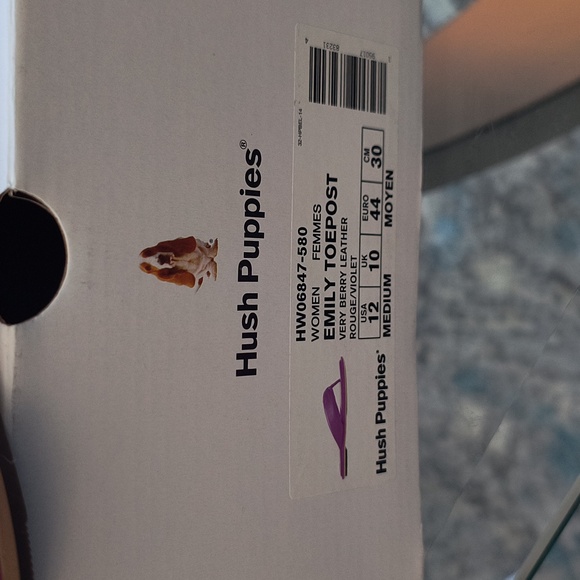 Hush Puppies®
HW06847-580
WOMEN FEMMES
EMILY TOEPOST
VERY BERRY LEATHER
ROUGE/VIOLET
USA UK EURO CM
12 10 44 30
MEDIUM MOYEN
Hush Puppies®